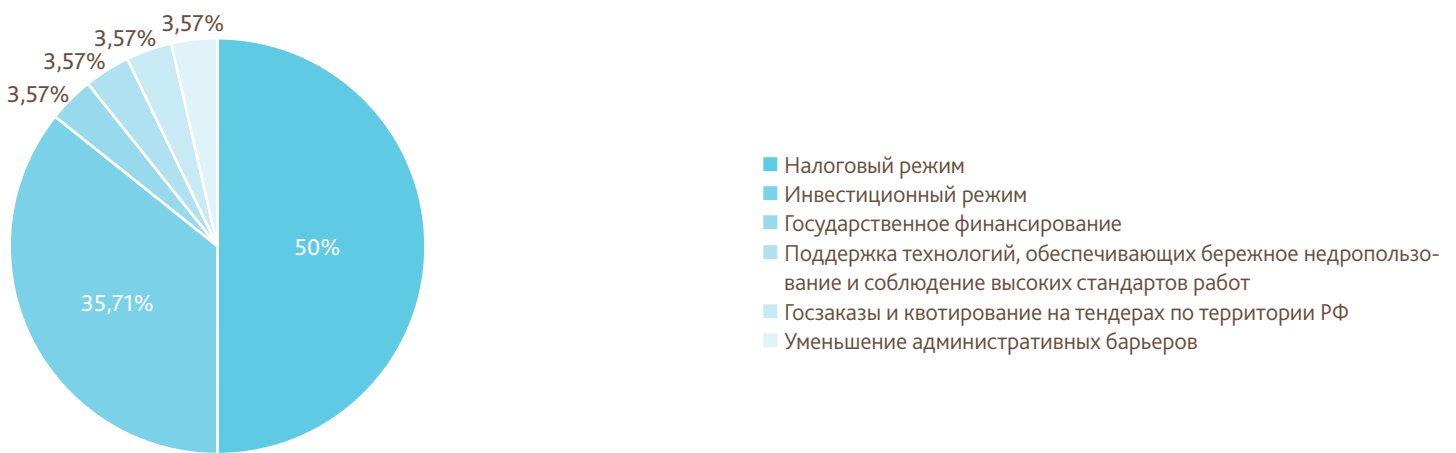 3,57%
3,57%
3,57%
3,57%
50%
35,71%
Налоговый режим
Инвестиционный режим
Государственное финансирование
Поддержка технологий, обеспечивающих бережное недропользо-
вание и соблюдение высоких стандартов работ
Госзаказы и квотирование на тендерах по территории РФ
Уменьшение административных барьеров